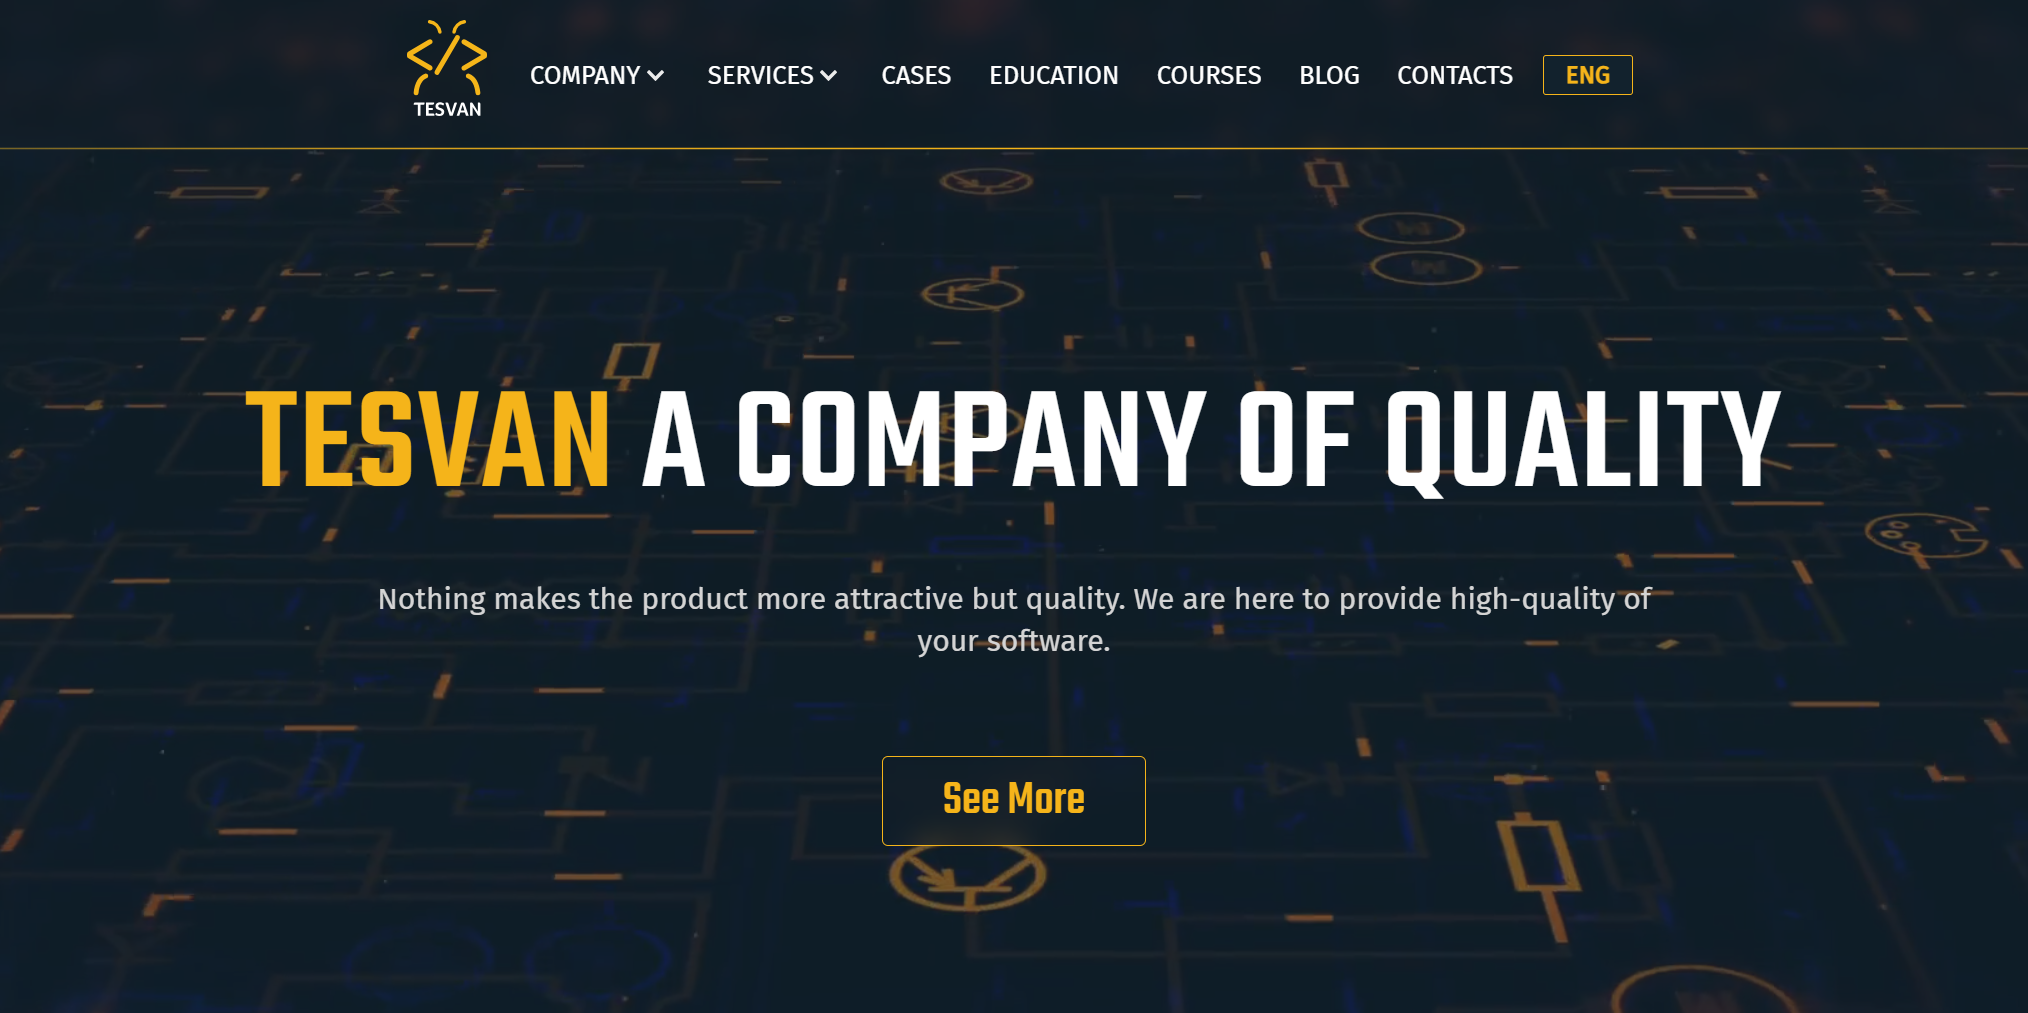 TESVAN
COMPANY
SERVICES
CASES
EDUCATION
COURSES
BLOG
CONTACTS
ENG
TESVAN A COMPANY OF QUALITY
Nothing makes the product more attractive but quality. We are here to provide high-quality of
your software.
See More